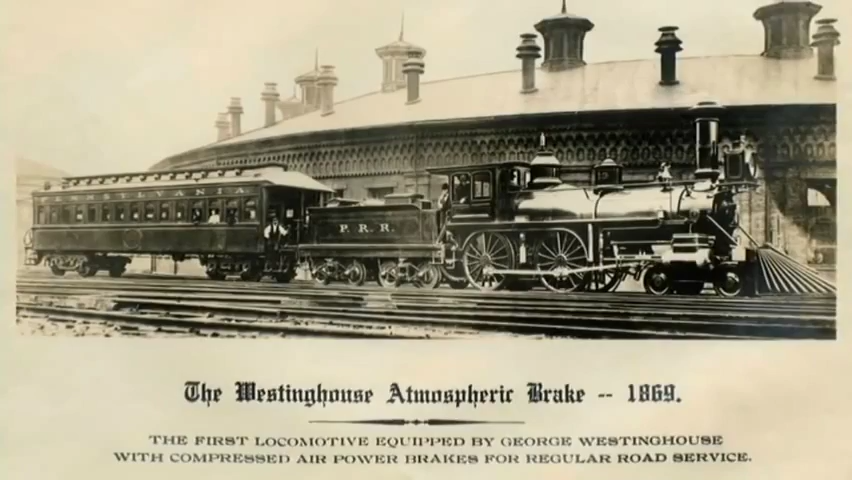 PENNSYLVANIA
P. R. R.
The Westinghouse Atmospheric Brake -- 1869.
THE FIRST LOCOMOTIVE EQUIPPED BY GEORGE WESTINGHOUSE
WITH COMPRESSED AIR POWER BRAKES FOR REGULAR ROAD SERVICE.